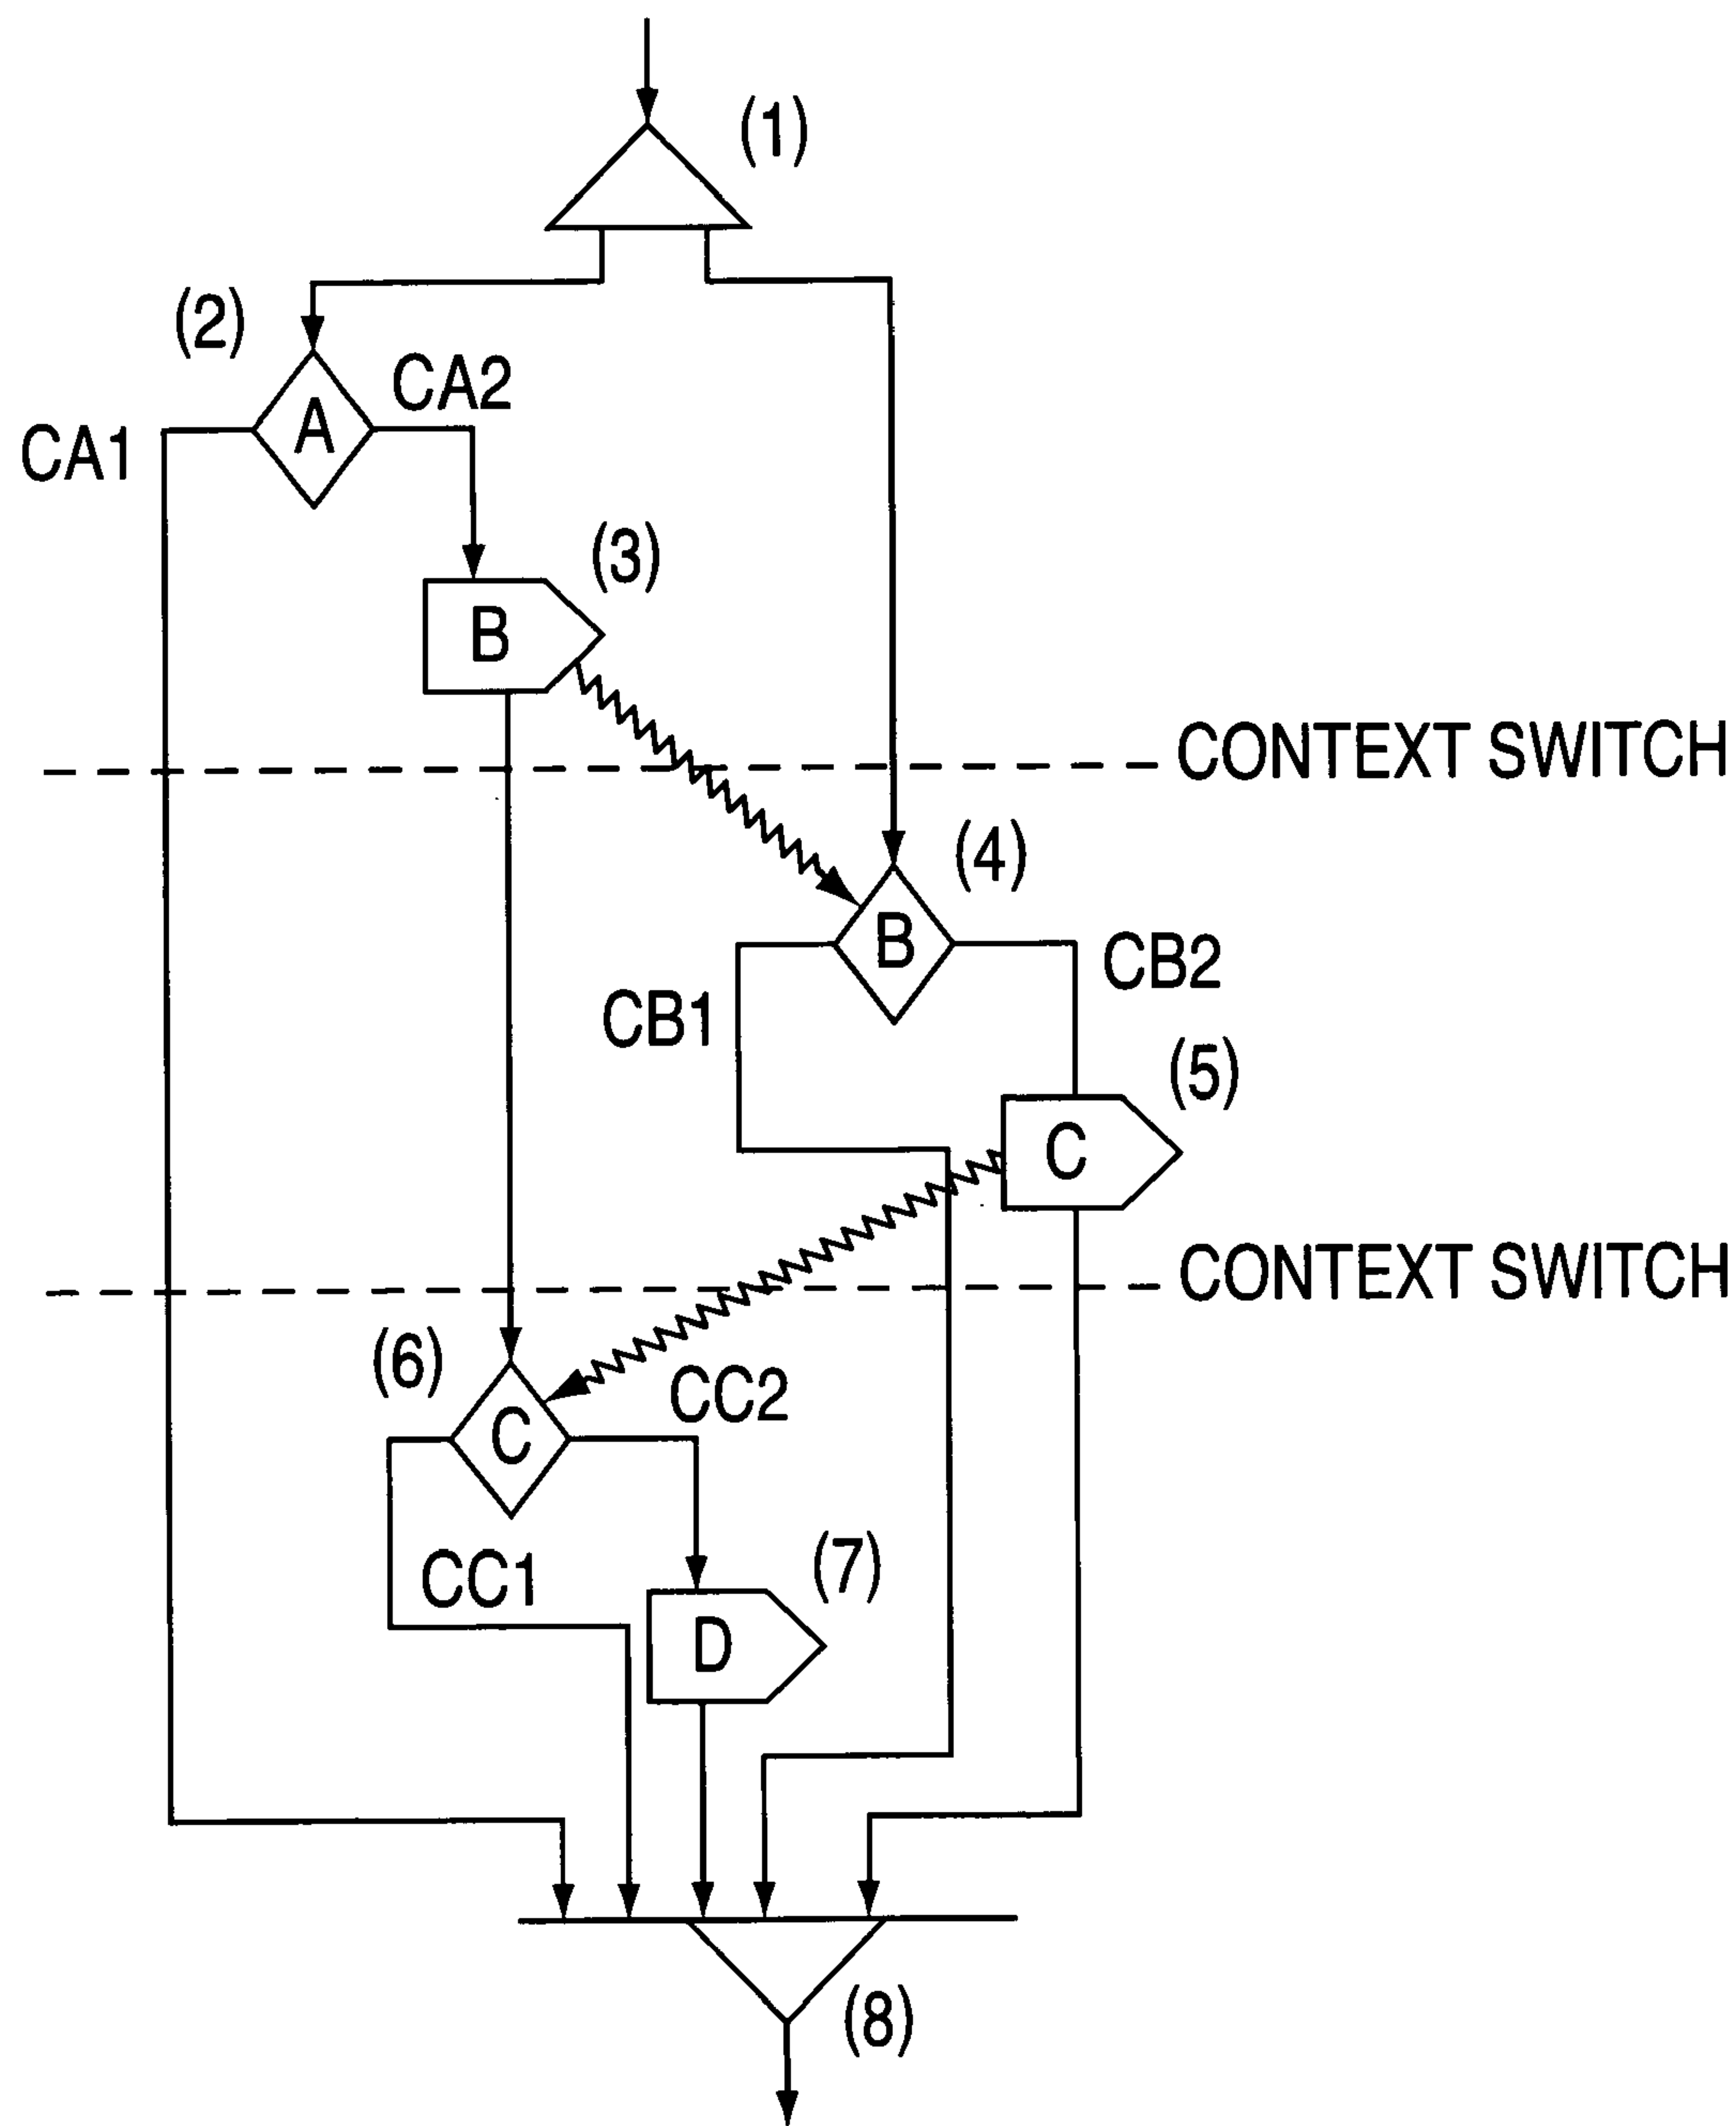 (1)
(2)
CA2
A
CA1
(3)
B
CONTEXT SWITCH
(4)
B
CB2
CB1
(5)
C
CONTEXT SWITCH
(6)
CC2
C
(7)
CC1
D
(8)